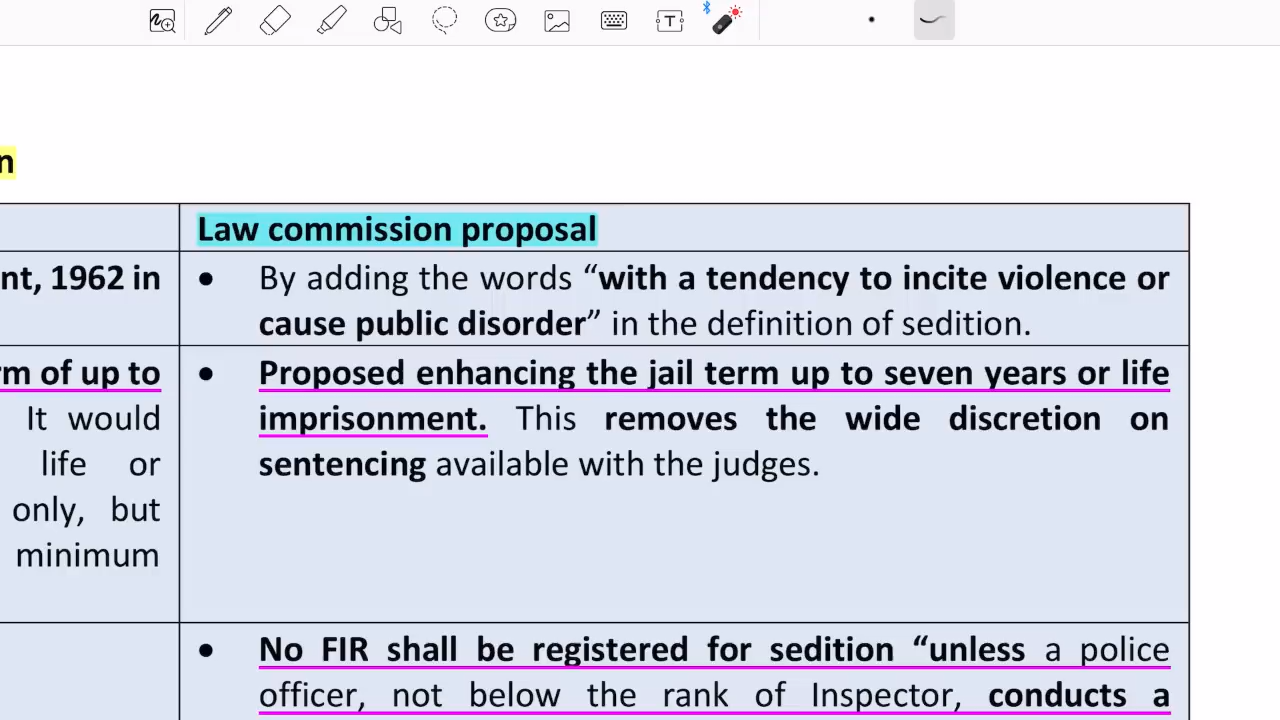 n
Law commission proposal
nt, 1962 in
• By adding the words “with a tendency to incite violence or
cause public disorder” in the definition of sedition.
rm of up to
It would
life or
only, but
minimum
• Proposed enhancing the jail term up to seven years or life
imprisonment. This removes the wide discretion on
sentencing available with the judges.
• No FIR shall be registered for sedition “unless a police
officer, not below the rank of Inspector, conducts a